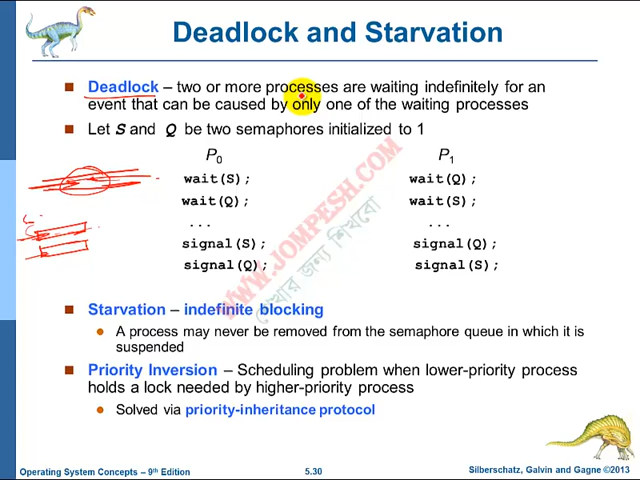 Deadlock and Starvation
Deadlock – two or more processes are waiting indefinitely for an
event that can be caused by only one of the waiting processes
Let S and Q be two semaphores initialized to 1
P0 P1
wait(S); wait(Q);
wait(Q); wait(S);
... ...
signal(S); signal(Q);
signal(Q); signal(S);
WWW.JOMPESH.COM
শেখার জন্য শিখবো
Starvation – indefinite blocking
A process may never be removed from the semaphore queue in which it is
suspended
Priority Inversion – Scheduling problem when lower-priority process
holds a lock needed by higher-priority process
Solved via priority-inheritance protocol
Operating System Concepts – 9th Edition 5.30 Silberschatz, Galvin and Gagne ©2013